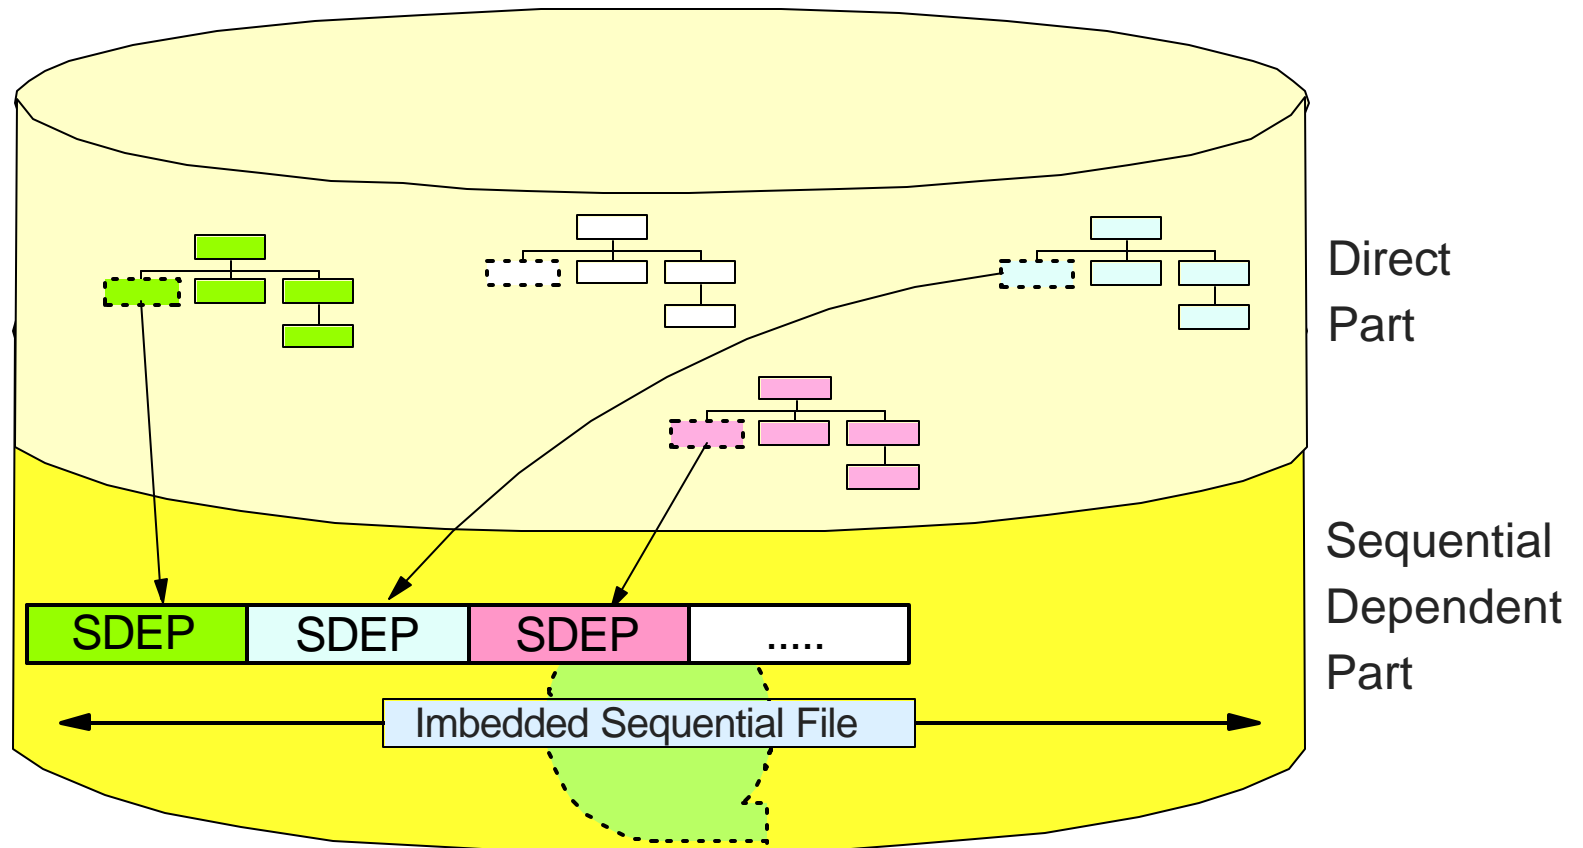 Direct
Part
Sequential
Dependent
Part
SDEP SDEP SDEP .....
Imbedded Sequential File